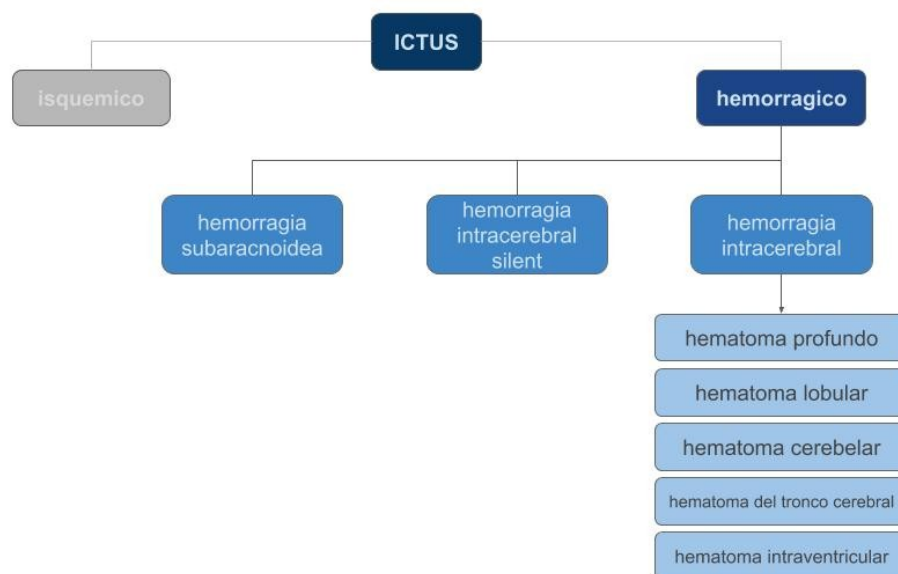 ICTUS
isquemico
hemorragico
hemorragia
subaracnoidea
hemorragia
intracerebral
silent
hemorragia
intracerebral
hematoma profundo
hematoma lobular
hematoma cerebelar
hematoma del tronco cerebral
hematoma intraventricular